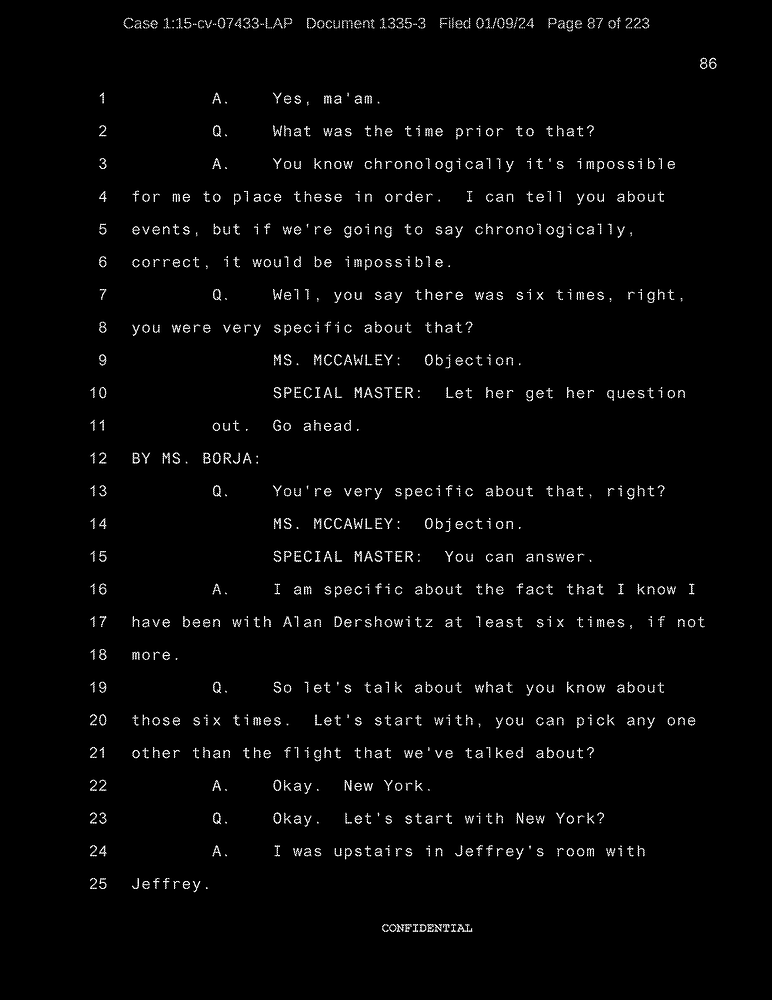 Case 1:15-cv-07433-LAP Document 1335-3 Filed 01/09/24 Page 87 of 223
86
1 A. Yes, ma'am.
2 Q. What was the time prior to that?
3 A. You know chronologically it's impossible
4 for me to place these in order. I can tell you about
5 events, but if we're going to say chronologically,
6 correct, it would be impossible.
7 Q. Well, you say there was six times, right,
8 you were very specific about that?
9 MS. MCCAWLEY: Objection.
10 SPECIAL MASTER: Let her get her question
11 out. Go ahead.
12 BY MS. BORJA:
13 Q. You're very specific about that, right?
14 MS. MCCAWLEY: Objection.
15 SPECIAL MASTER: You can answer.
16 A. I am specific about the fact that I know I
17 have been with Alan Dershowitz at least six times, if not
18 more.
19 Q. So let's talk about what you know about
20 those six times. Let's start with, you can pick any one
21 other than the flight that we've talked about?
22 A. Okay. New York.
23 Q. Okay. Let's start with New York?
24 A. I was upstairs in Jeffrey's room with
25 Jeffrey.
CONFIDENTIAL